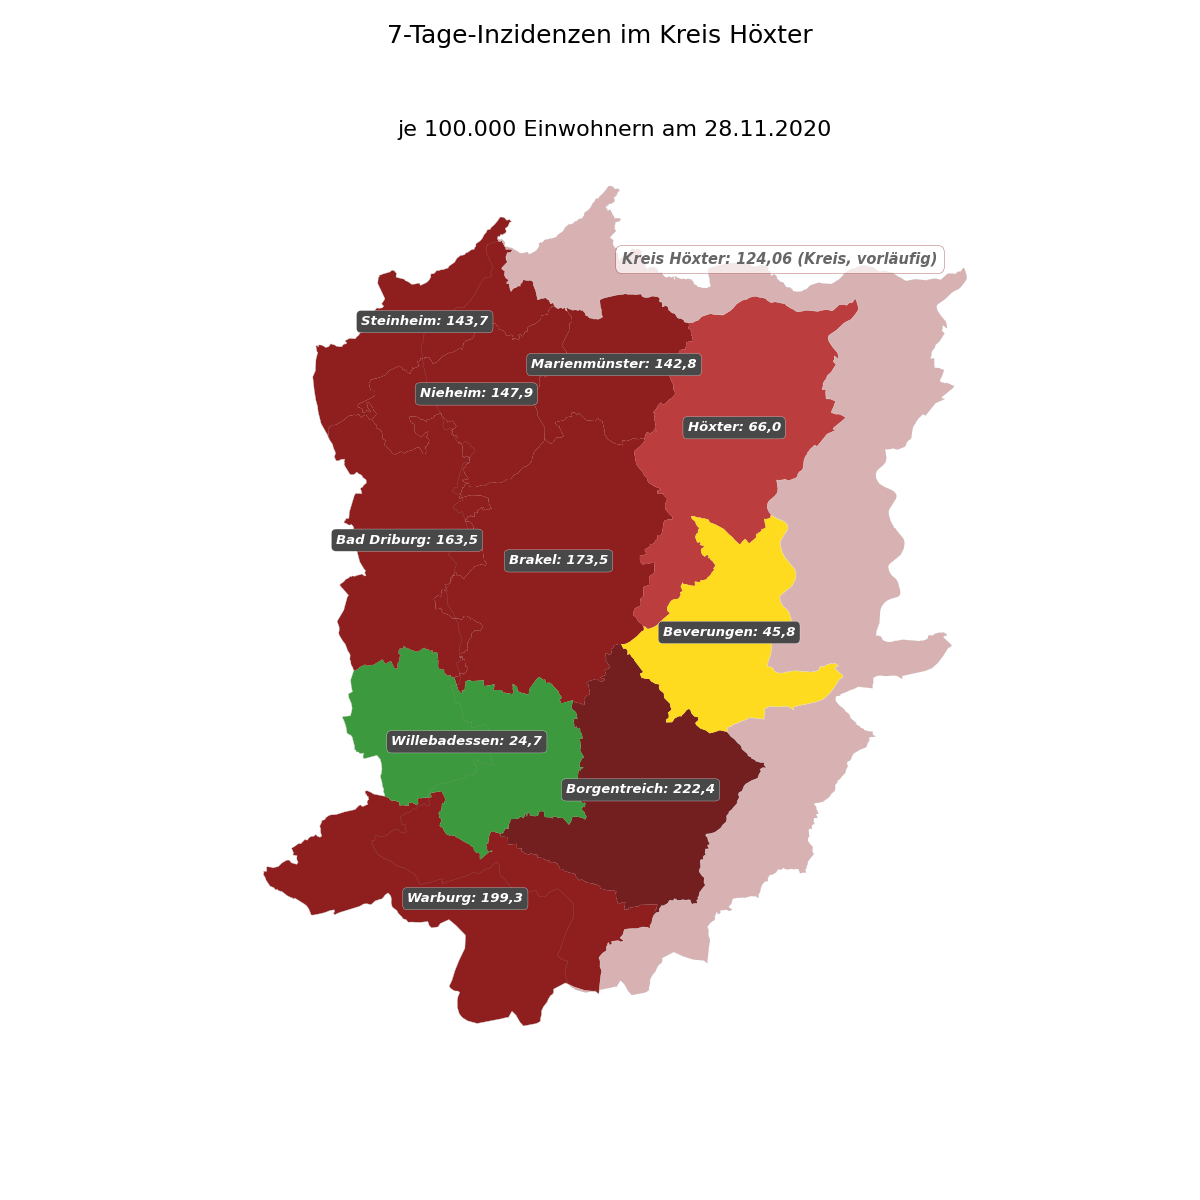 7-Tage-Inzidenzen im Kreis Höxter
je 100.000 Einwohnern am 28.11.2020
Kreis Höxter: 124,06 (Kreis, vorläufig)
Steinheim: 143,7
Marienmünster: 142,8
Nieheim: 147,9
Höxter: 66,0
Bad Driburg: 163,5
Brakel: 173,5
Beverungen: 45,8
Willebadessen: 24,7
Borgentreich: 222,4
Warburg: 199,3